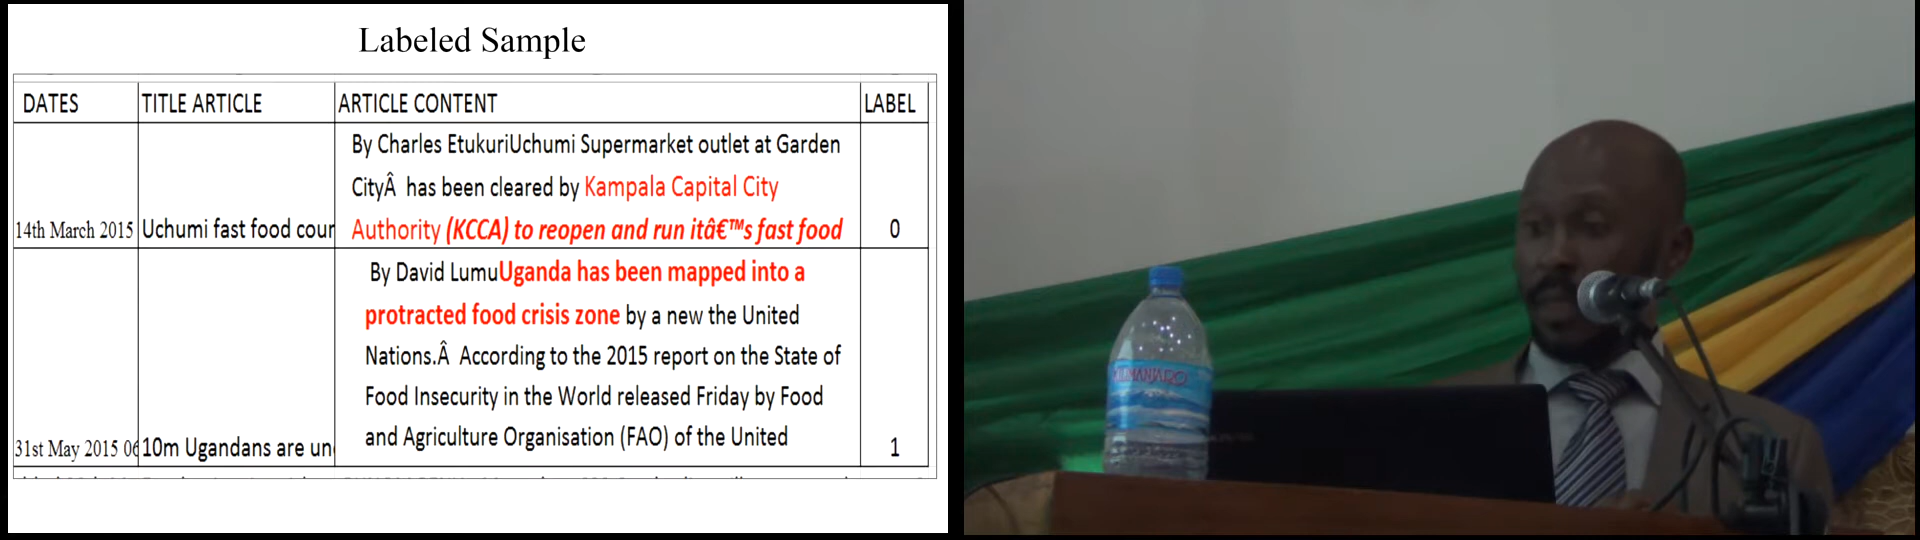 Labeled Sample
DATES TITLE ARTICLE ARTICLE CONTENT LABEL
By Charles EtukuriUchumi Supermarket outlet at Garden
CityÂ has been cleared by Kampala Capital City
14th March 2015 Uchumi fast food cour Authority (KCCA) to reopen and run itâ€™s fast food 0
By David LumuUganda has been mapped into a
protracted food crisis zone by a new the United
Nations.Â According to the 2015 report on the State of
Food Insecurity in the World released Friday by Food
and Agriculture Organisation (FAO) of the United
31st May 2015 06 10m Ugandans are un 1
KILIMANJARO